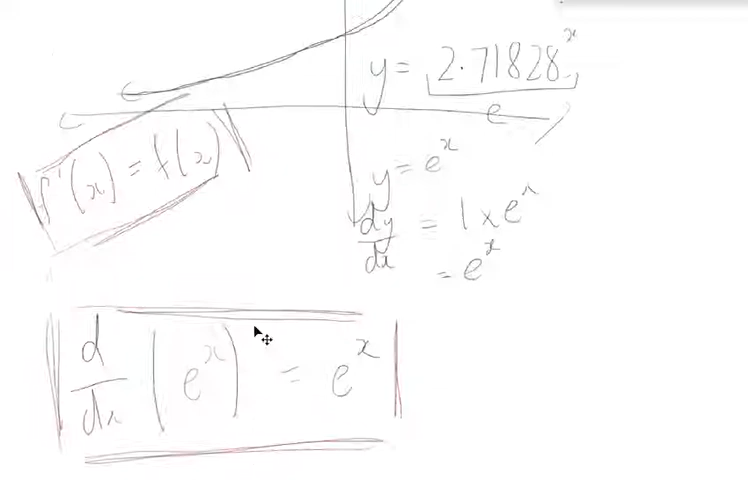 y = 2.71828^x
e
f'(x) = f(x)
y = e^x
dy/dx = 1 × e^x
= e^x
d/dx (e^x) = e^x